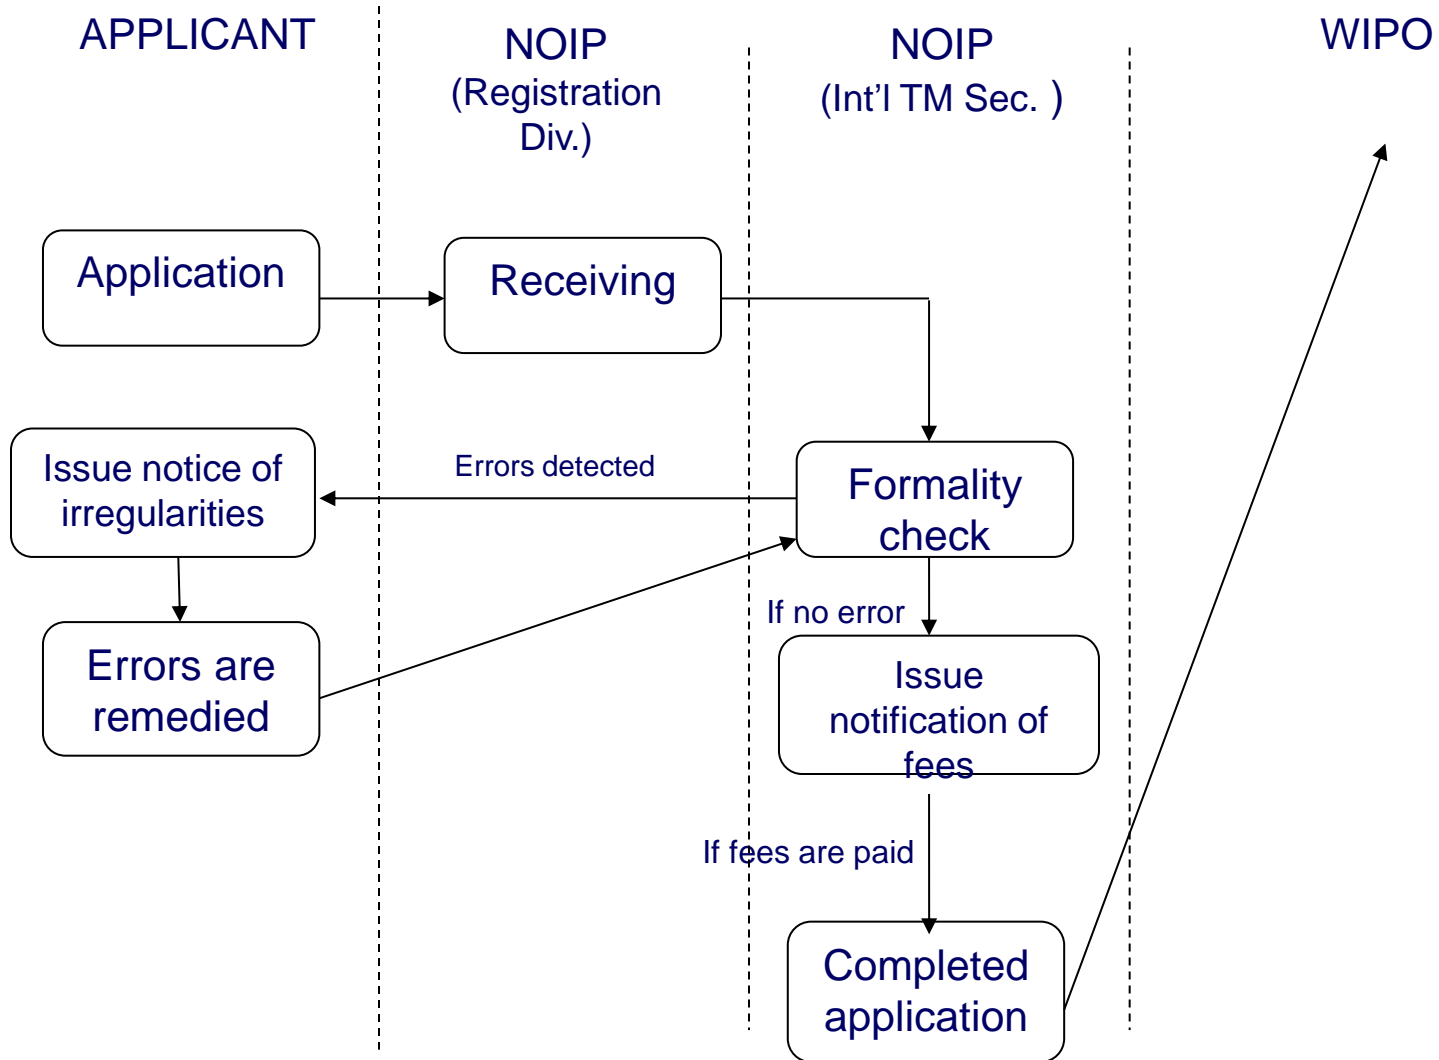 APPLICANT
NOIP
(Registration
Div.)
NOIP
(Int’l TM Sec. )
WIPO
Application
Receiving
Issue notice of
irregularities
Errors detected
Formality
check
Errors are
remedied
If no error
Issue
notification of
fees
If fees are paid
Completed
application